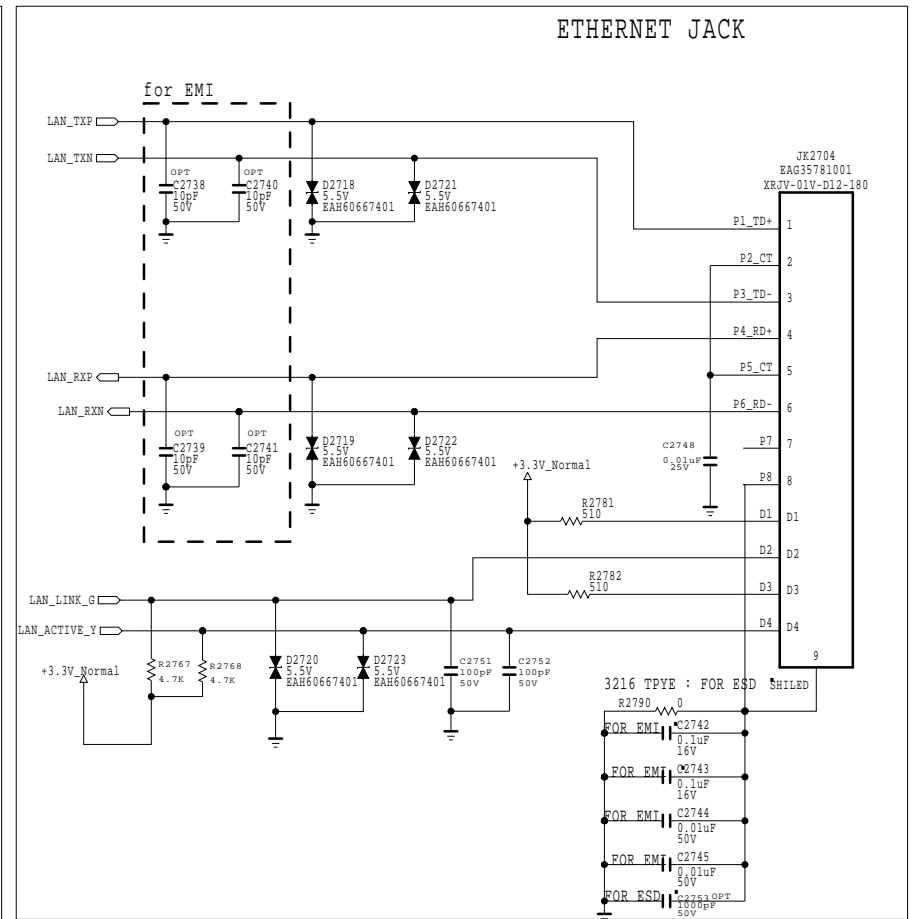 ETHERNET JACK
for EMI
LAN_TXP
LAN_TXN
OPT
C2738
10pF
50V
OPT
C2740
10pF
50V
D2718
5.5V
EAH60667401
D2721
5.5V
EAH60667401
JK2704
EAG35781001
XRJV-01V-D12-180
P1_TD+
1
P2_CT
2
P3_TD-
3
P4_RD+
4
P5_CT
5
P6_RD-
6
P7
7
P8
8
D1
D1
D2
D2
D3
D3
D4
D4
9
SHILED
LAN_RXP
LAN_RXN
OPT
C2739
10pF
50V
OPT
C2741
10pF
50V
D2719
5.5V
EAH60667401
D2722
5.5V
EAH60667401
C2748
0.01uF
25V
+3.3V_Normal
R2781
510
R2782
510
LAN_LINK_G
LAN_ACTIVE_Y
+3.3V_Normal
R2767
4.7K
R2768
4.7K
D2720
5.5V
EAH60667401
D2723
5.5V
EAH60667401
C2751
100pF
50V
C2752
100pF
50V
3216 TPYE : FOR ESD
R2790 0
FOR EMI C2742
0.1uF
16V
FOR EMI C2743
0.1uF
16V
FOR EMI C2744
0.01uF
50V
FOR EMI C2745
0.01uF
50V
FOR ESD C2753 OPT
1000pF
50V